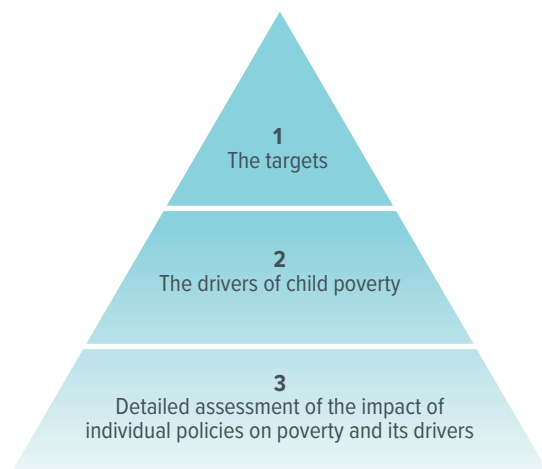 1
The targets
2
The drivers of child poverty
3
Detailed assessment of the impact of
individual policies on poverty and its drivers